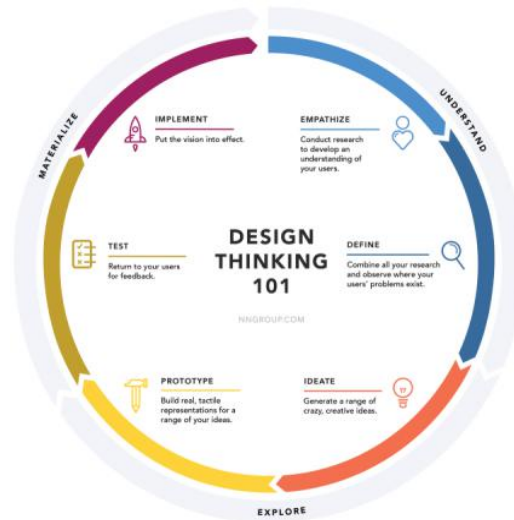 DESIGN
THINKING
101
NNGROUP.COM
UNDERSTAND
EMPATHIZE
Conduct research
to develop an
understanding of
your users.
DEFINE
Combine all your research
and observe where your
users' problems exist.
EXPLORE
IDEATE
Generate a range of
crazy, creative ideas.
PROTOTYPE
Build real, tactile
representations for a
range of your ideas.
MATERIALIZE
TEST
Return to your users
for feedback.
IMPLEMENT
Put the vision into effect.